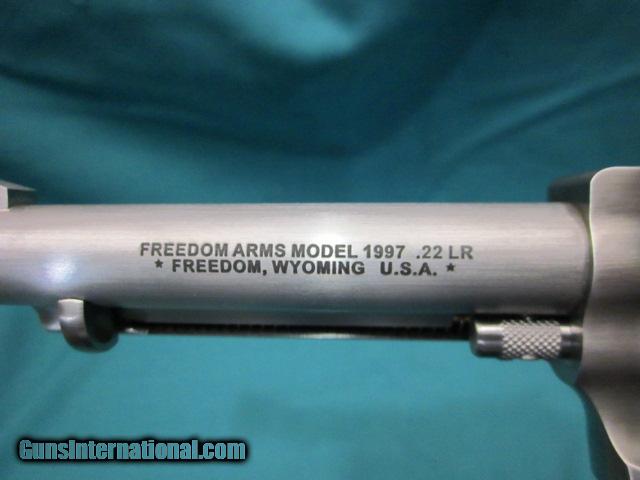 FREEDOM ARMS MODEL 1997 .22 LR
* FREEDOM, WYOMING U.S.A. *
GunsInternational.com